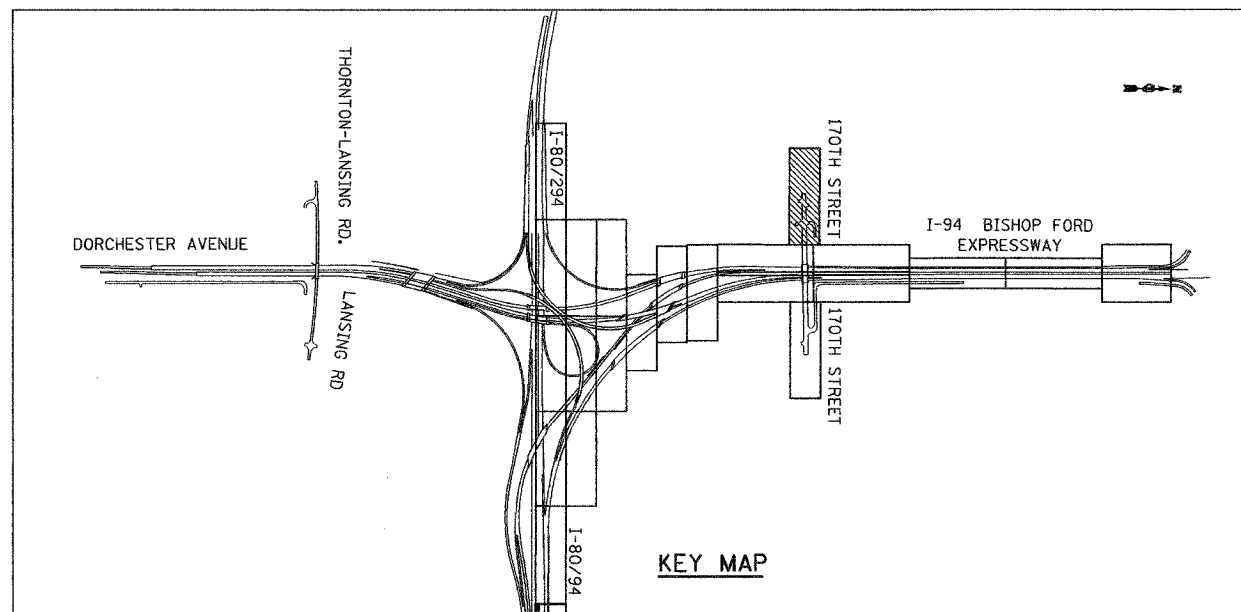 THORNTON-LANSING RD.
I-80/294
170TH STREET
N
DORCHESTER AVENUE
I-94 BISHOP FORD
EXPRESSWAY
LANSING RD
170TH STREET
I-80/94
KEY MAP